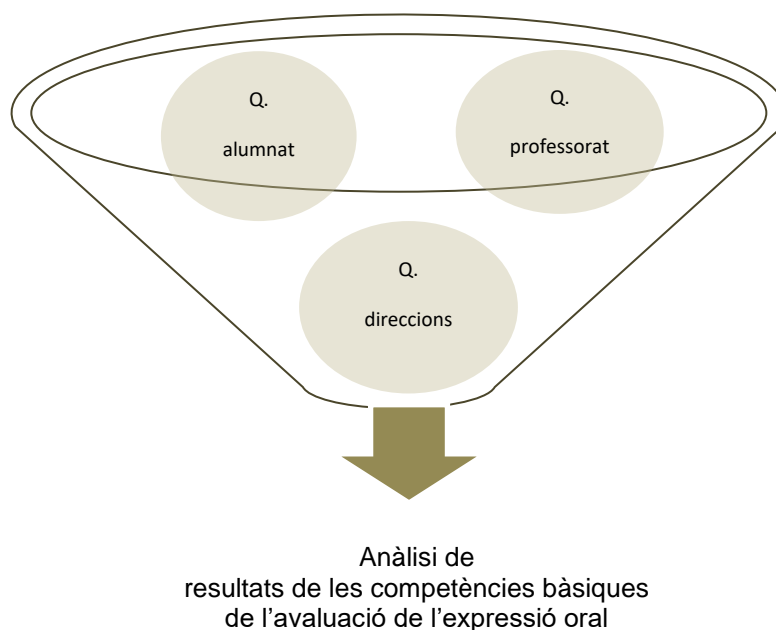 Q.
alumnat
Q.
professorat
Q.
direccions
Anàlisi de
resultats de les competències bàsiques
de l’avaluació de l’expressió oral